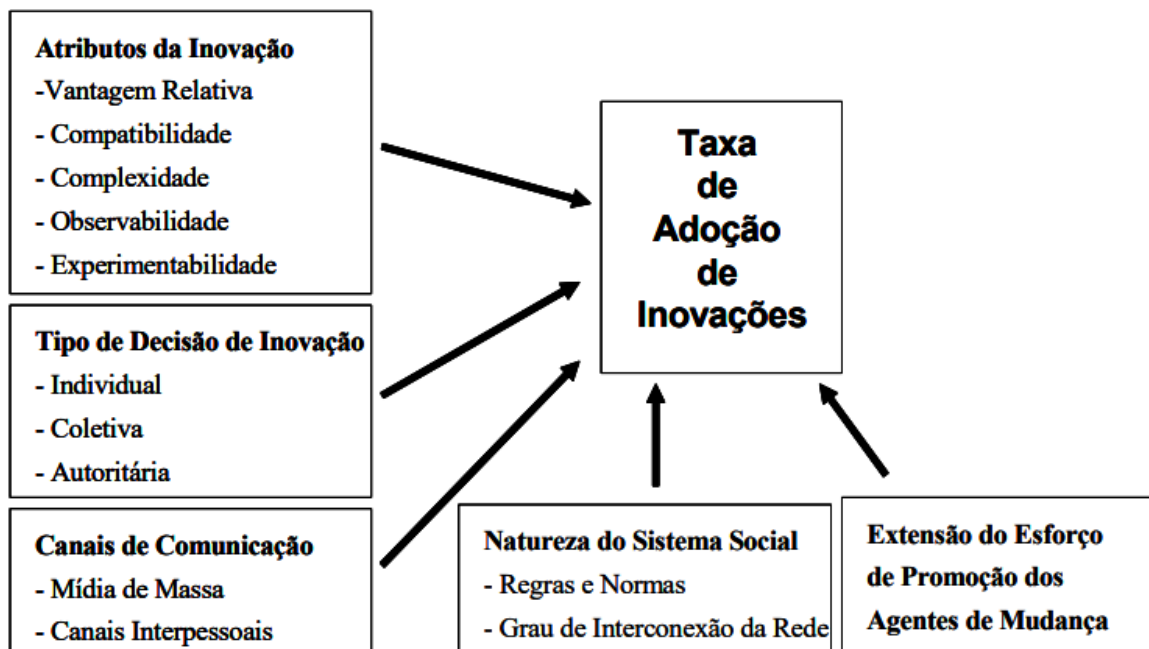 Atributos da Inovação
-Vantagem Relativa
- Compatibilidade
- Complexidade
- Observabilidade
- Experimentabilidade
Taxa
de
Adoção
de
Inovações
Tipo de Decisão de Inovação
- Individual
- Coletiva
- Autoritária
Canais de Comunicação
- Mídia de Massa
- Canais Interpessoais
Natureza do Sistema Social
- Regras e Normas
- Grau de Interconexão da Rede
Extensão do Esforço
de Promoção dos
Agentes de Mudança